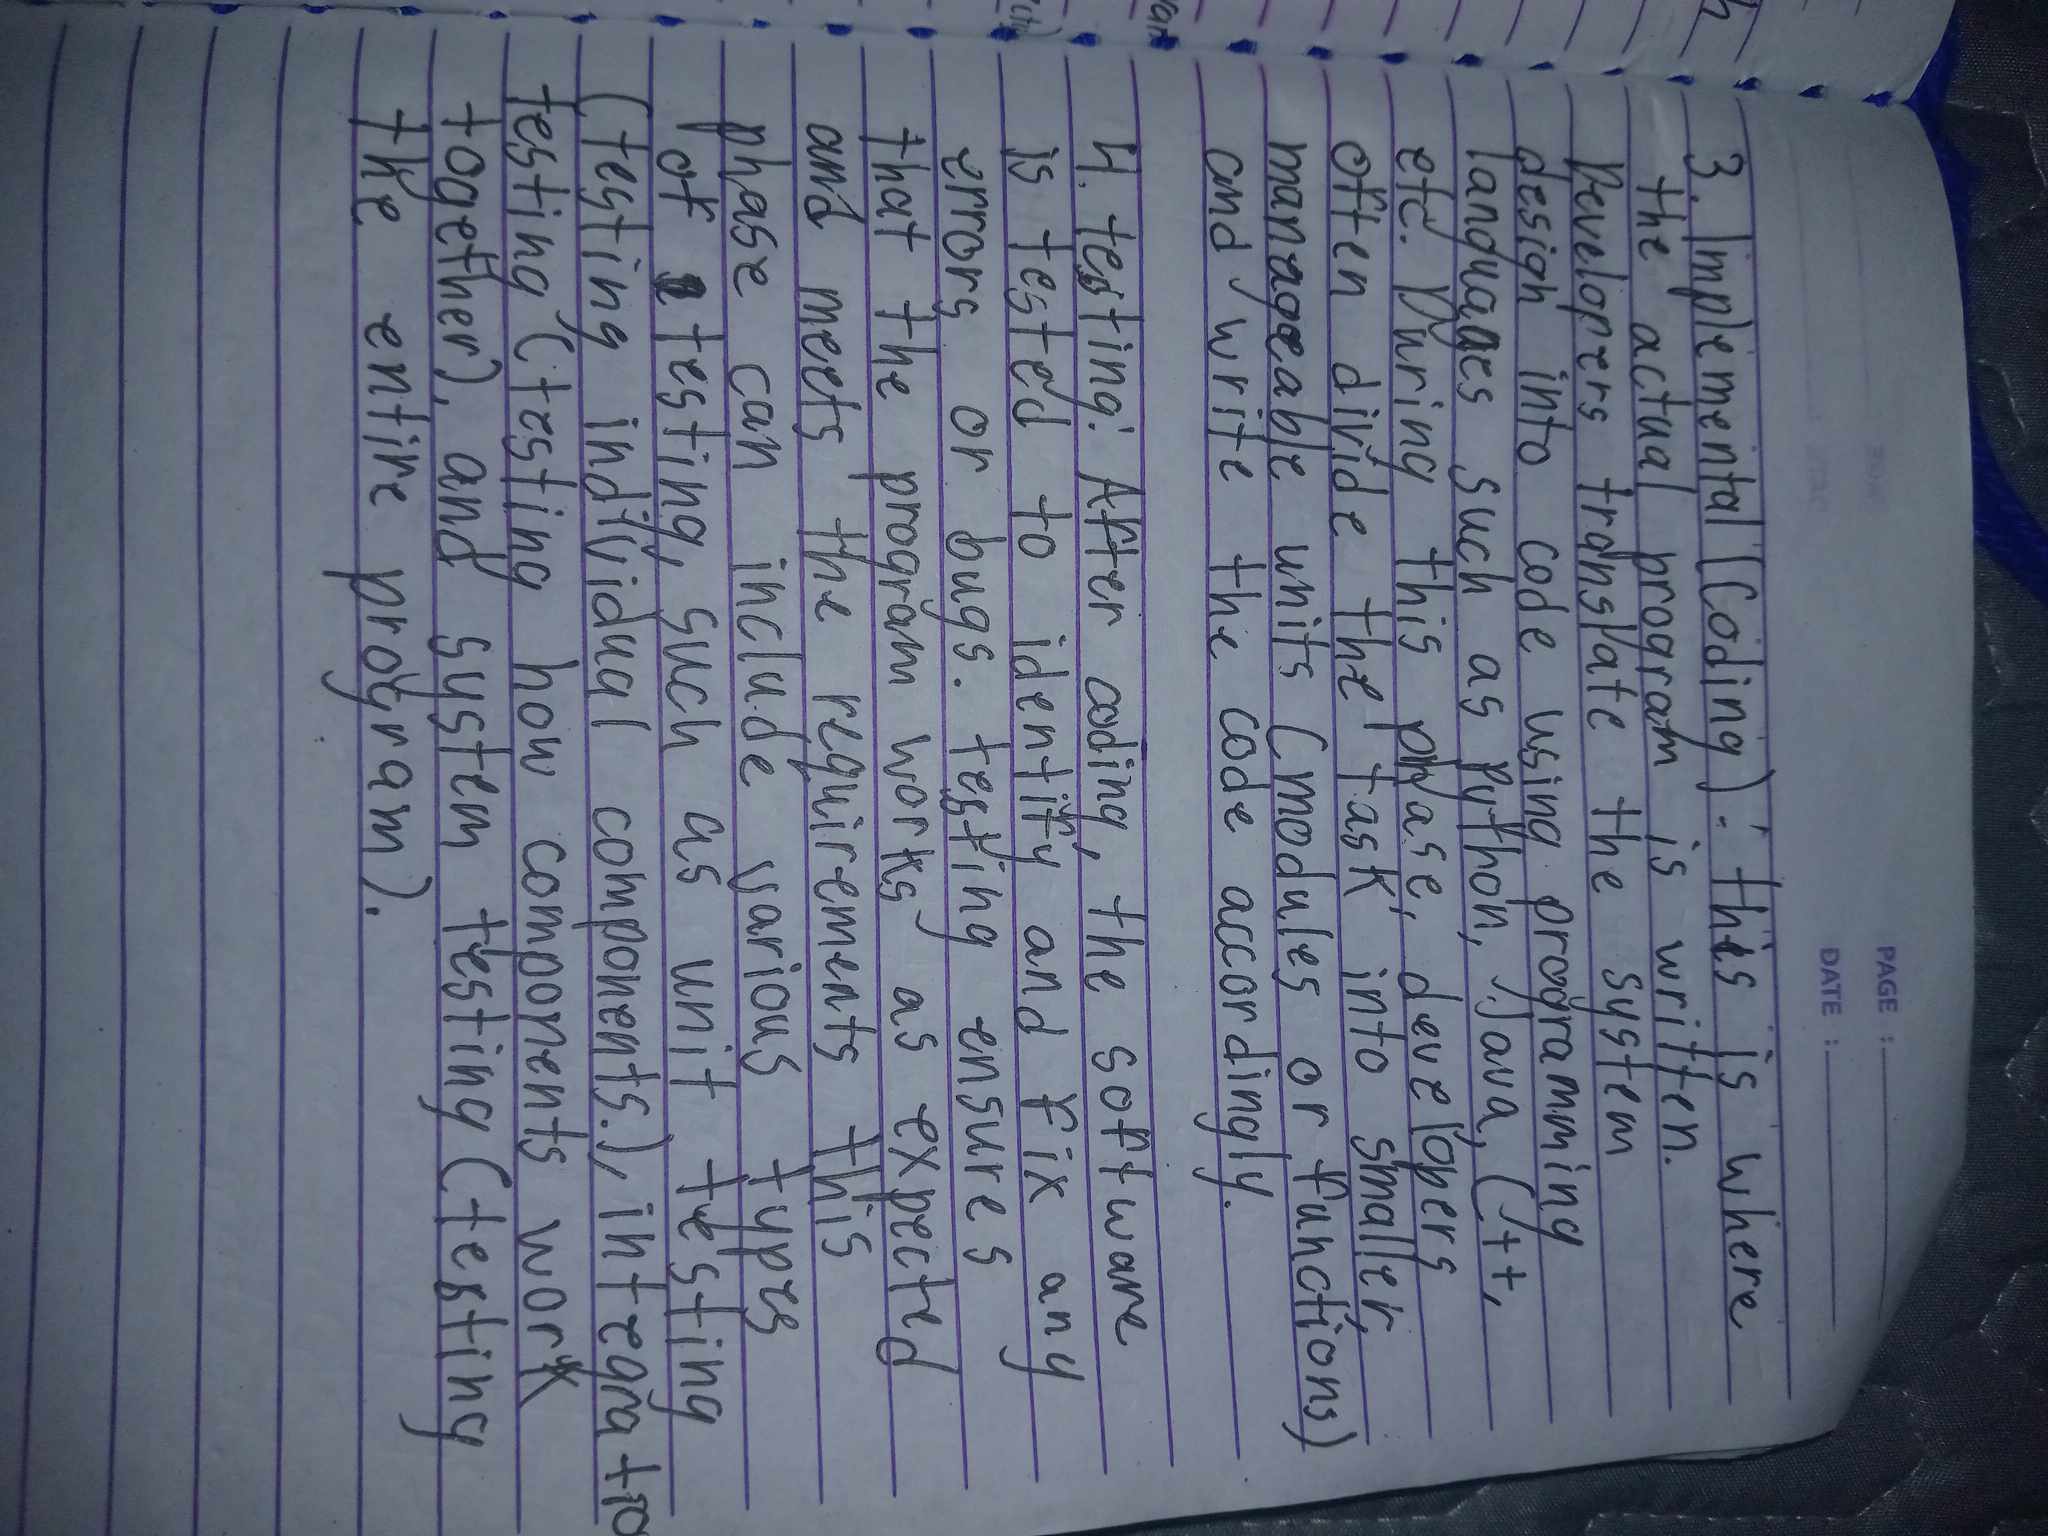 PAGE :
DATE :
3. Implemental (Coding): this is where
the actual program is written.
Developers translate the system
design into code using programming
languages such as Python, Java, C++,
etc. During this phase, developers
often divide the task into smaller,
manageable units (modules or functions)
and write the code accordingly.
4. testing: After coding, the software
is tested to identify and fix any
errors or bugs. testing ensures
that the program works as expected
and meets the requirements this
phase can include various types
of testing, such as unit testing
(testing individual components.), integratio
testing (testing how components work
together), and system testing (testing
the entire program).